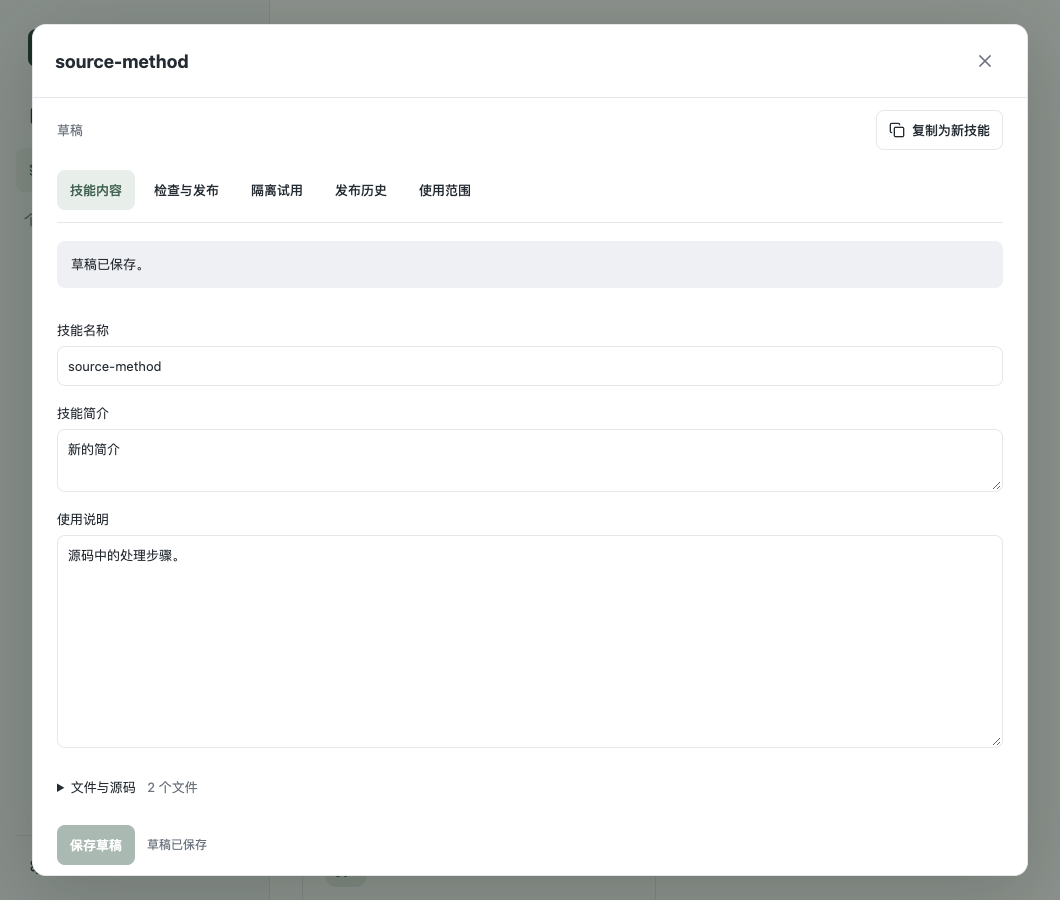 source-method
草稿
复制为新技能
技能内容 检查与发布 隔离试用 发布历史 使用范围
草稿已保存。
技能名称
source-method
技能简介
新的简介
使用说明
源码中的处理步骤。
文件与源码 2 个文件
保存草稿 草稿已保存